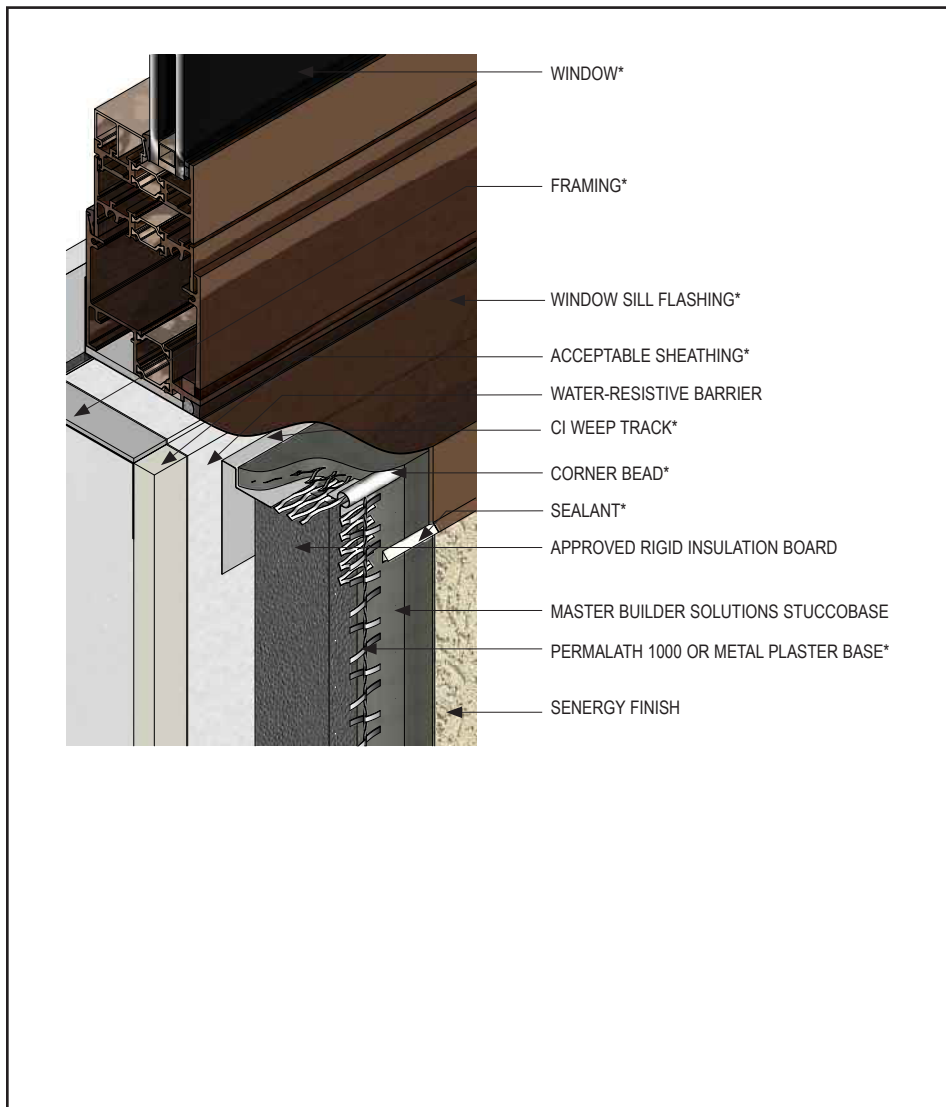 WINDOW*
FRAMING*
WINDOW SILL FLASHING*
ACCEPTABLE SHEATHING*
WATER-RESISTIVE BARRIER
CI WEEP TRACK*
CORNER BEAD*
SEALANT*
APPROVED RIGID INSULATION BOARD
MASTER BUILDER SOLUTIONS STUCCOBASE
PERMALATH 1000 OR METAL PLASTER BASE*
SENERGY FINISH